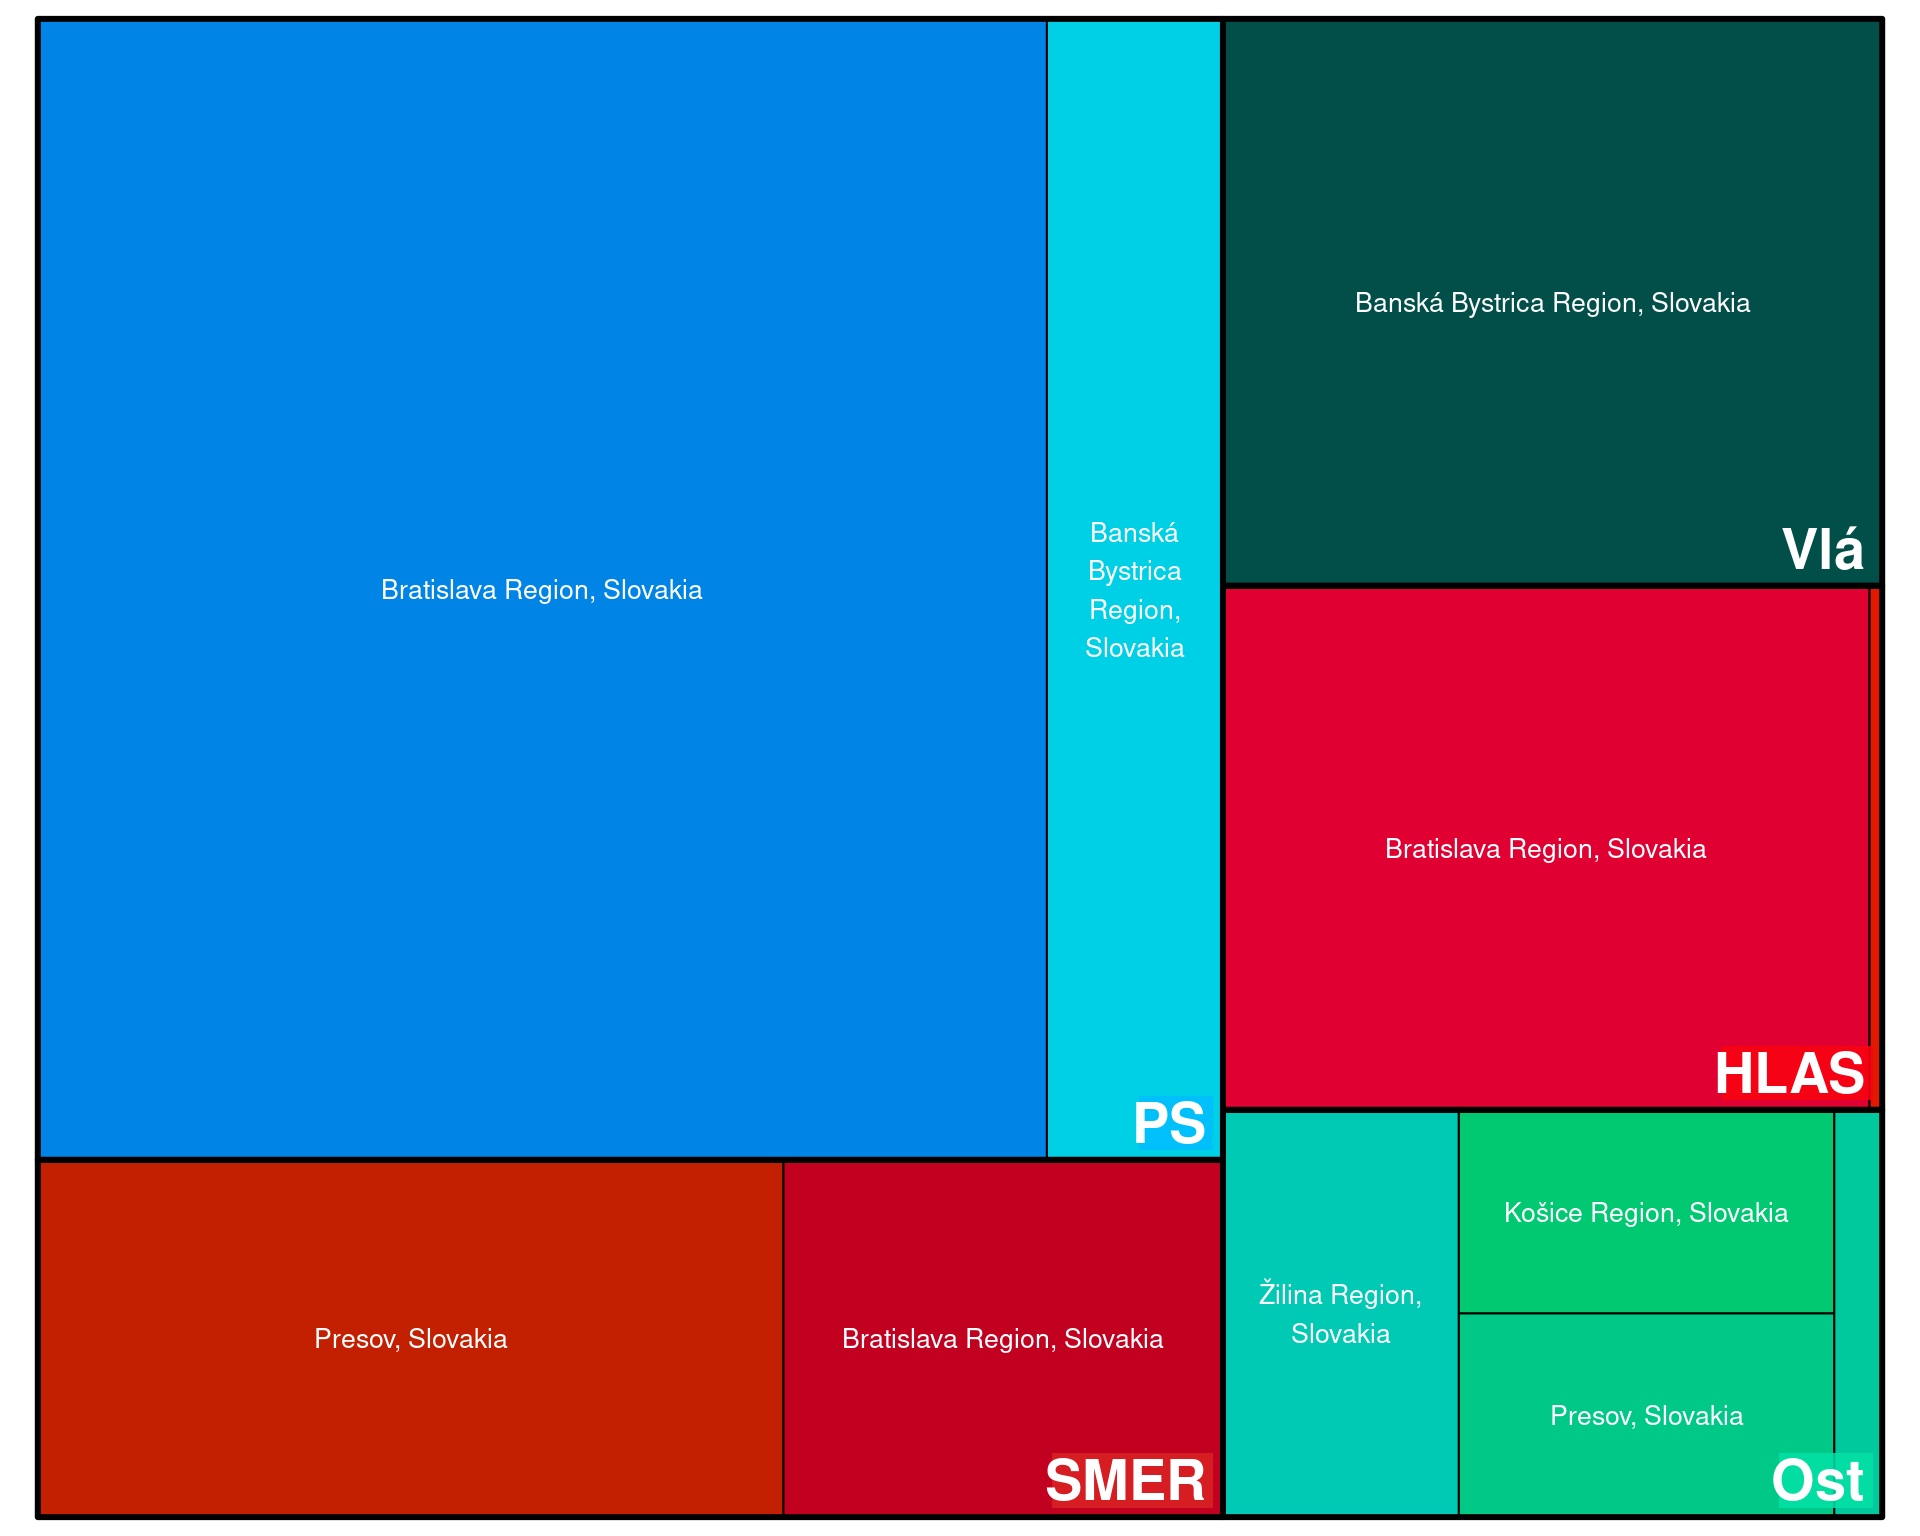 Bratislava Region, Slovakia
Banská
Bystrica
Region,
Slovakia
PS
Banská Bystrica Region, Slovakia
Vlá
Bratislava Region, Slovakia
HLAS
Presov, Slovakia
Bratislava Region, Slovakia
SMER
Žilina Region,
Slovakia
Košice Region, Slovakia
Presov, Slovakia
Ost